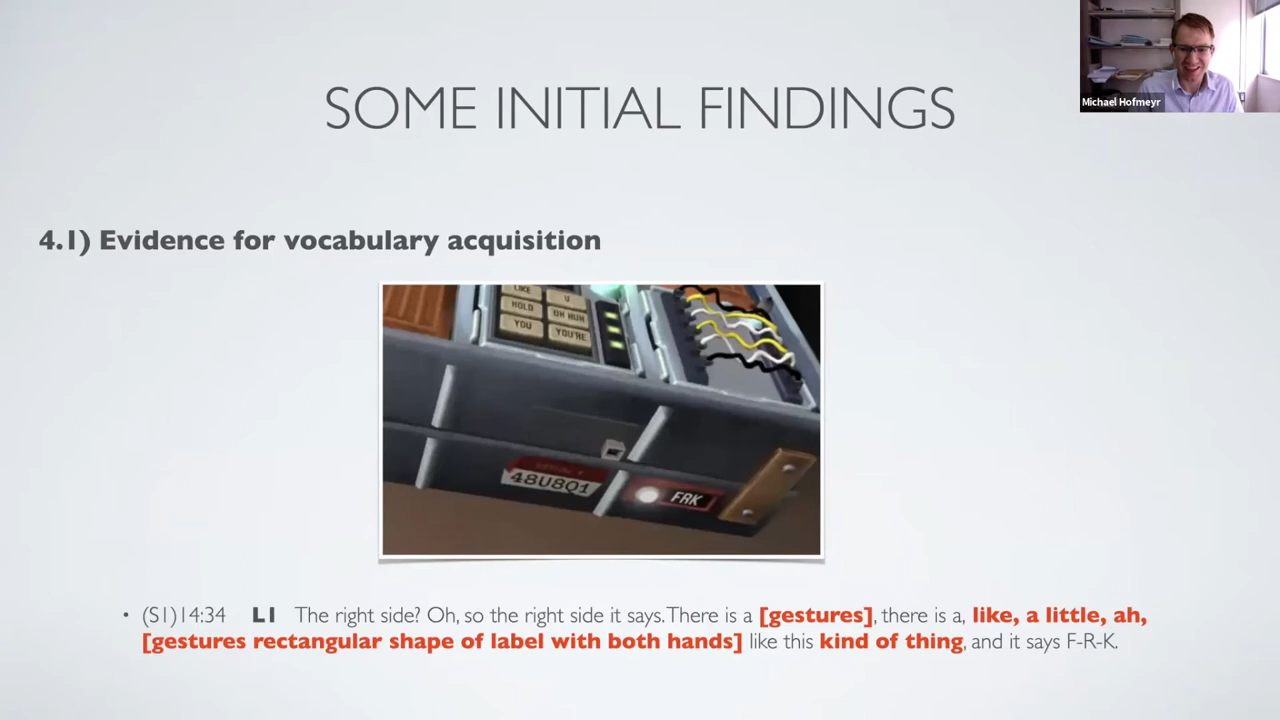 Michael Hofmeyr
SOME INITIAL FINDINGS
4.1) Evidence for vocabulary acquisition
LIKE U
HOLD UH HUH
YOU YOU'RE
SERIAL #
48U8Q1
FRK
• (S1)14:34 L1 The right side? Oh, so the right side it says. There is a [gestures], there is a, like, a little, ah,
[gestures rectangular shape of label with both hands] like this kind of thing, and it says F-R-K.